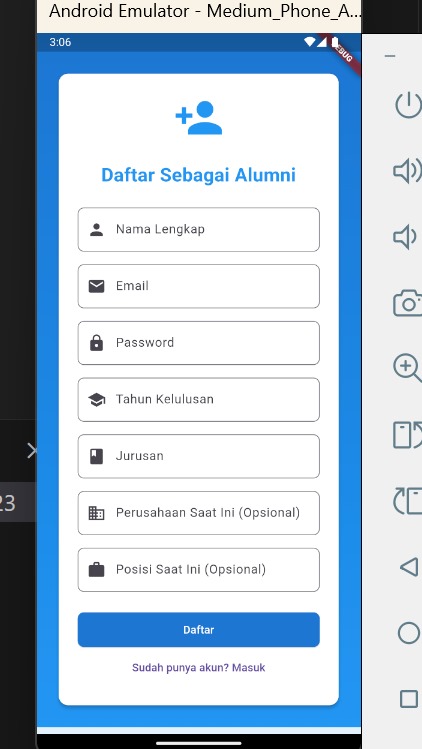 Android Emulator - Medium_Phone_A...
3:06
DEBUG
Daftar Sebagai Alumni
Nama Lengkap
Email
Password
Tahun Kelulusan
Jurusan
23
Perusahaan Saat Ini (Opsional)
Posisi Saat Ini (Opsional)
Daftar
Sudah punya akun? Masuk